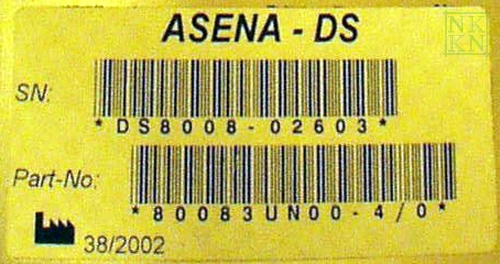 ASENA - DS
NK
KN
SN:
*DS8008-02603*
Part-No:
*80083UN00-4/0*
38/2002